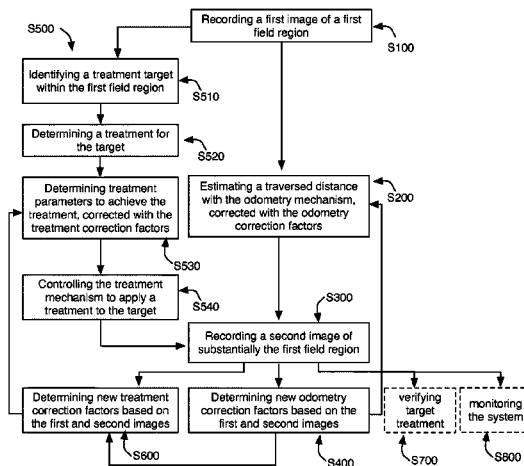 S500
Recording a first image of a first
field region
S100
Identifying a treatment target
within the first field region
S510
Determining a treatment for
the target
S520
Determining treatment
parameters to achieve the
treatment, corrected with the
treatment correction factors
S530
Estimating a traversed distance
with the odometry mechanism,
corrected with the odometry
correction factors
S200
Controlling the treatment
mechanism to apply a
treatment to the target
S540
S300
Recording a second image of
substantially the first field region
Determining new treatment
correction factors based on
the first and second images
S600
Determining new odometry
correction factors based on the
first and second images
S400
verifying
target
treatment
S700
monitoring
the system
S800